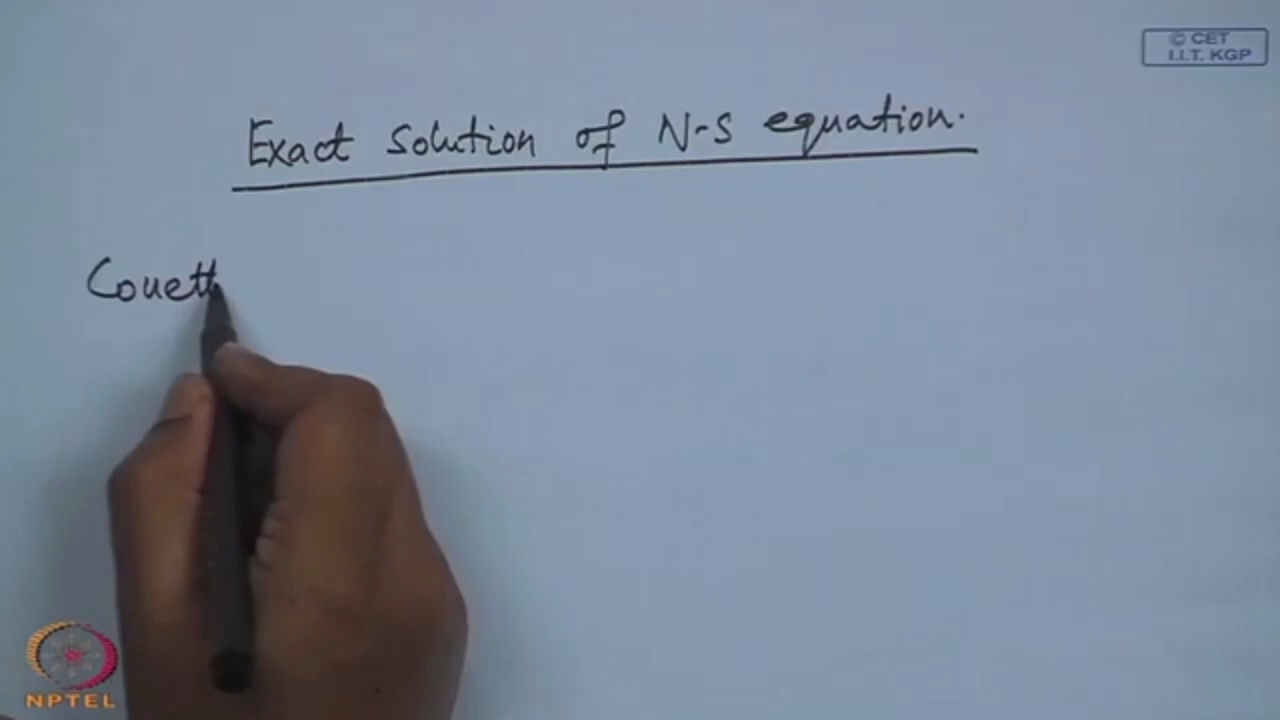 © CET
I.I.T. KGP
Exact solution of N-S equation.
Couett
NPTEL